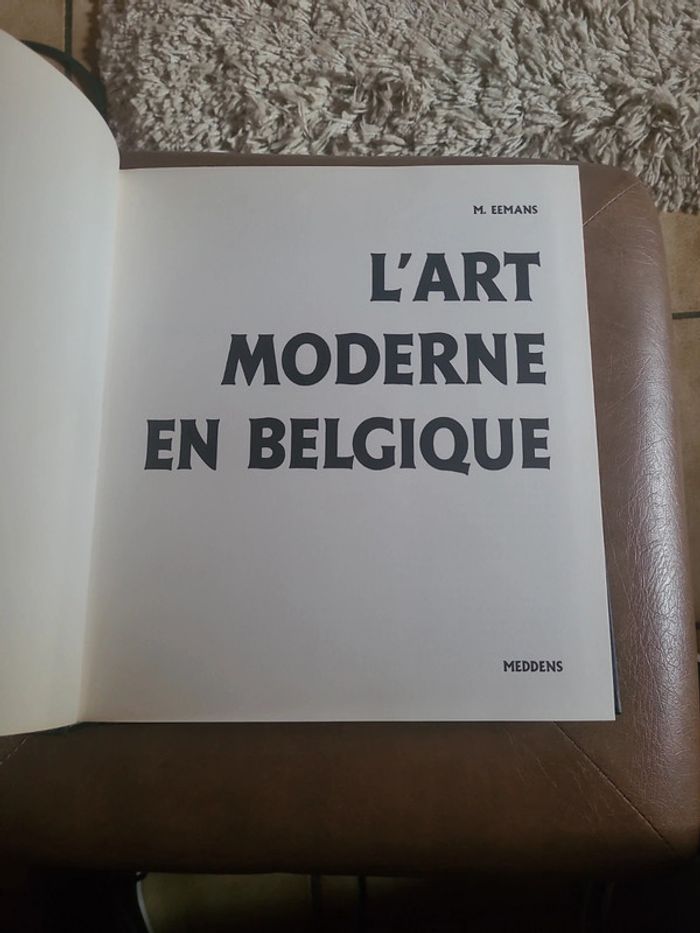 M. EEMANS
L'ART
MODERNE
EN BELGIQUE
MEDDENS